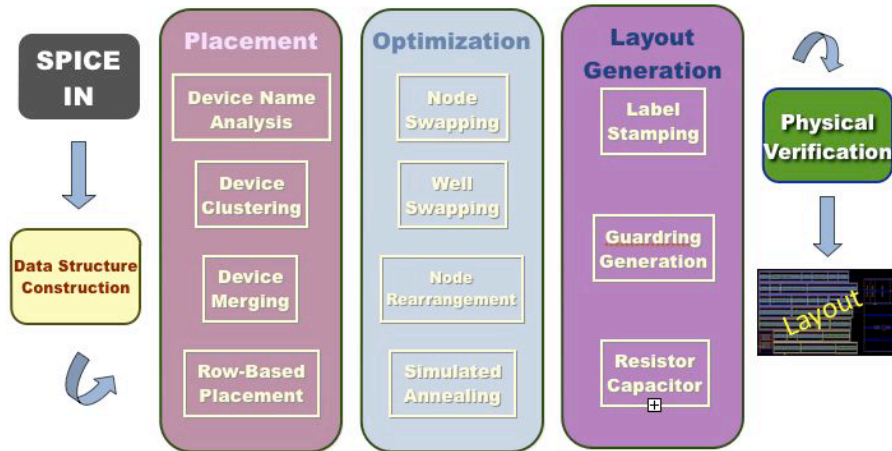 SPICE
IN
Data Structure
Construction
Placement
Device Name
Analysis
Device
Clustering
Device
Merging
Row-Based
Placement
Optimization
Node
Swapping
Well
Swapping
Node
Rearrangement
Simulated
Annealing
Layout
Generation
Label
Stamping
Guardring
Generation
Resistor
Capacitor
Physical
Verification
Layout